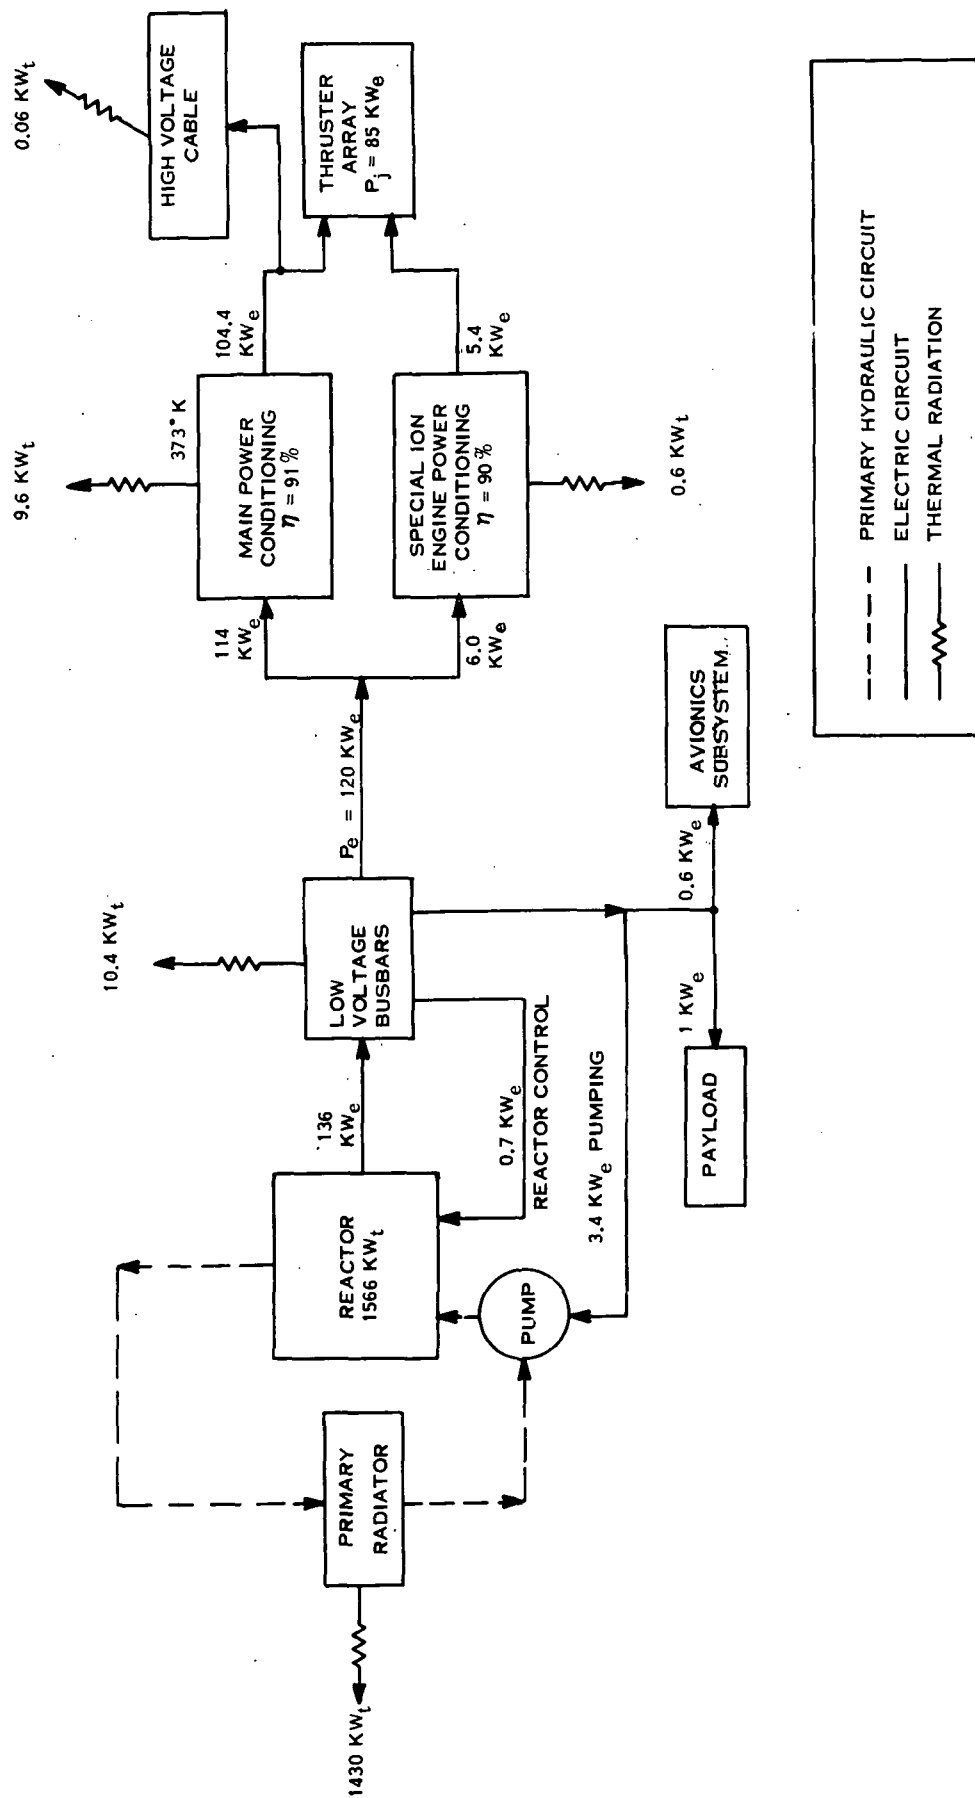 1430 KWt
PRIMARY
RADIATOR
REACTOR
1566 KWt
PUMP
136
KWe
0.7 KWe
REACTOR CONTROL
3.4 KWe PUMPING
10.4 KWt
LOW
VOLTAGE
BUSBARS
1 KWe
PAYLOAD
0.6 KWe
AVIONICS
SUBSYSTEM
Pe = 120 KWe
114
KWe
6.0
KWe
9.6 KWt
373°K
MAIN POWER
CONDITIONING
η = 91%
SPECIAL ION
ENGINE POWER
CONDITIONING
η = 90%
0.6 KWt
104.4
KWe
5.4
KWe
0.06 KWt
HIGH VOLTAGE
CABLE
THRUSTER
ARRAY
Pj = 85 KWe
PRIMARY HYDRAULIC CIRCUIT
ELECTRIC CIRCUIT
THERMAL RADIATION